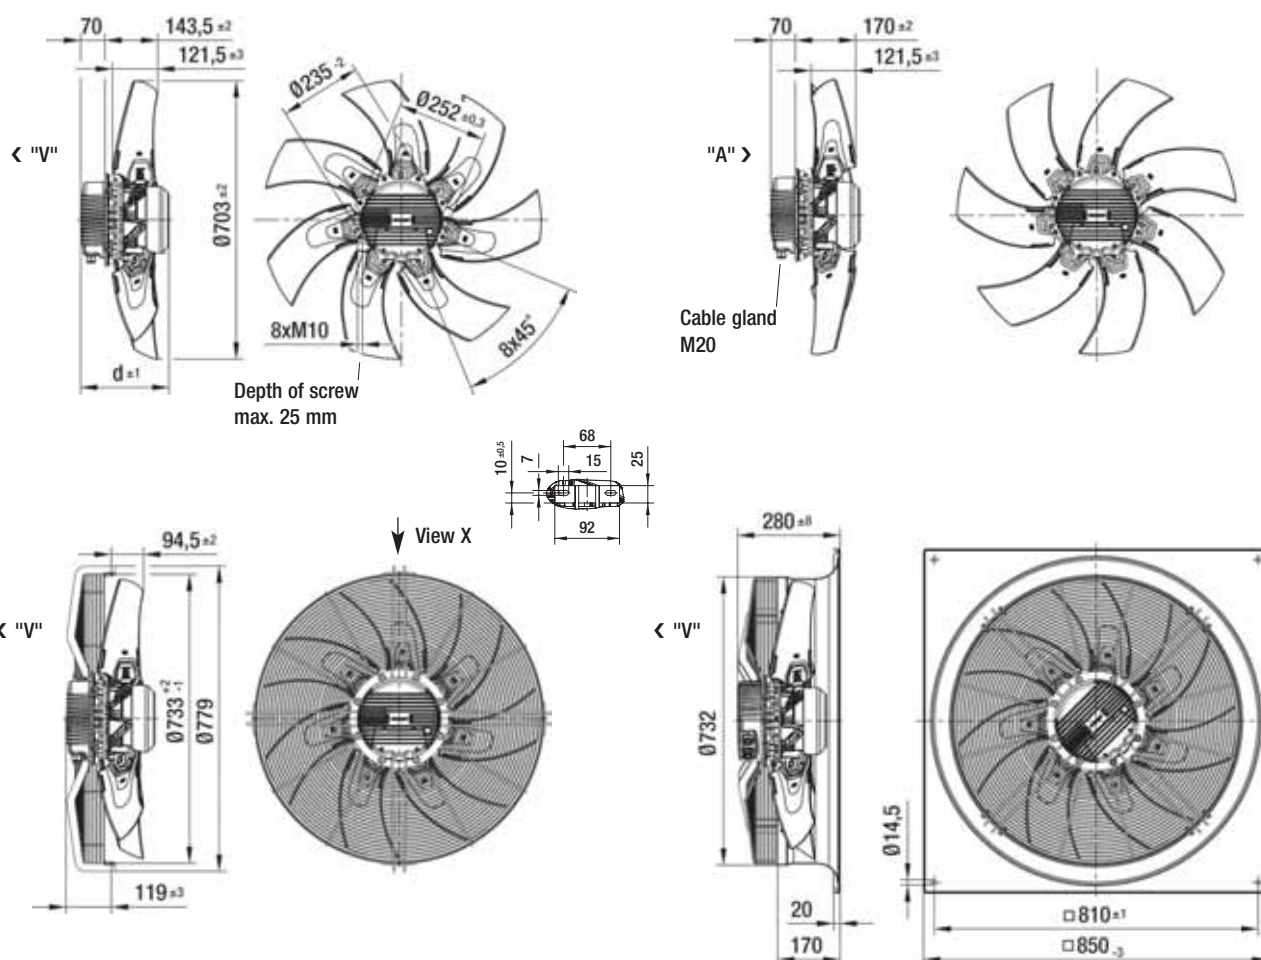 70
143,5 ±2
121,5 ±3
Ø235 -2
Ø252 ±0,3
‹ "V"
Ø703 ±2
8xM10
8x45°
d ±1
Depth of screw
max. 25 mm
70
170 ±2
121,5 ±3
"A" ›
Cable gland
M20
68
10 ±0,5
7
15
25
92
94,5 ±2
View X
‹ "V"
Ø733 +2 -1
Ø779
119 ±3
280 ±8
‹ "V"
Ø732
Ø14,5
20
170
□ 810 ±1
□ 850 -3